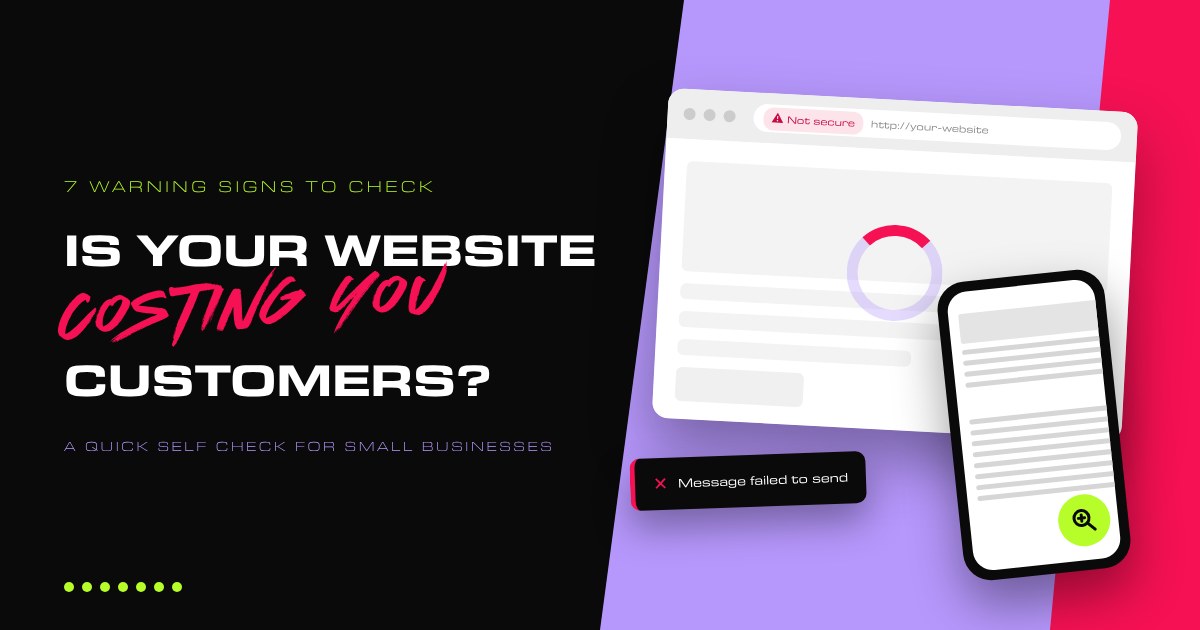 7 WARNING SIGNS TO CHECK
IS YOUR WEBSITE
COSTING YOU
CUSTOMERS?
A QUICK SELF CHECK FOR SMALL BUSINESSES
Not secure http://your-website
Message failed to send